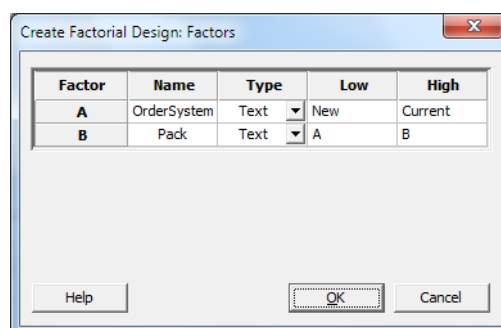 Create Factorial Design: Factors
Factor Name Type Low High
A OrderSystem Text New Current
B Pack Text A B
Help OK Cancel